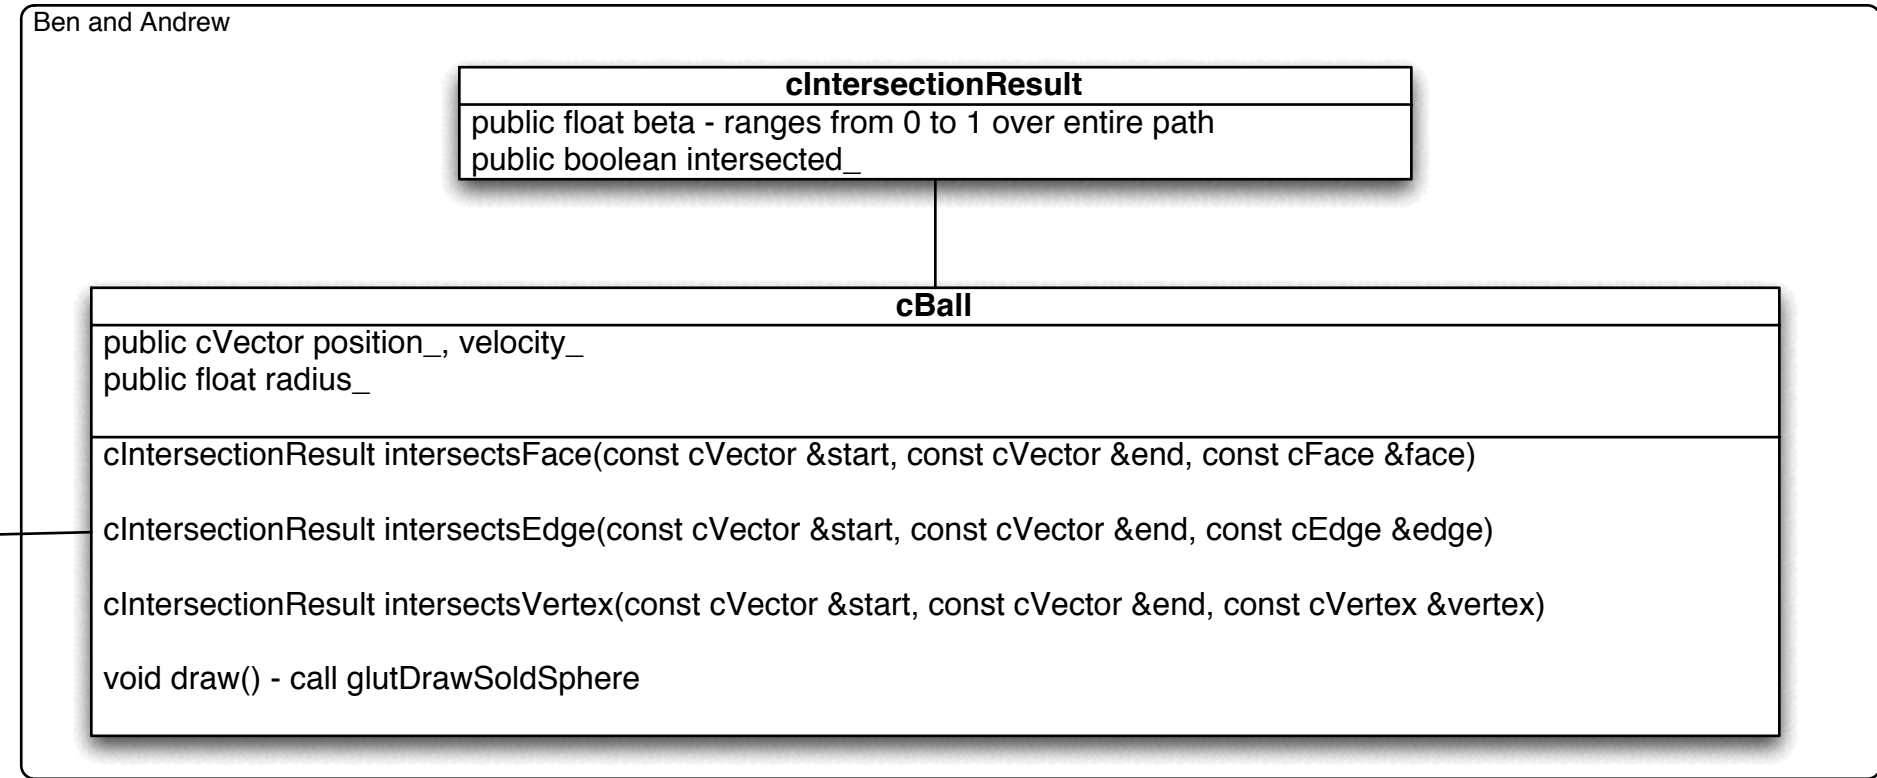 Ben and Andrew
cIntersectionResult
public float beta - ranges from 0 to 1 over entire path
public boolean intersected_
cBall
public cVector position_, velocity_
public float radius_
cIntersectionResult intersectsFace(const cVector &start, const cVector &end, const cFace &face)
cIntersectionResult intersectsEdge(const cVector &start, const cVector &end, const cEdge &edge)
cIntersectionResult intersectsVertex(const cVector &start, const cVector &end, const cVertex &vertex)
void draw() - call glutDrawSoldSphere